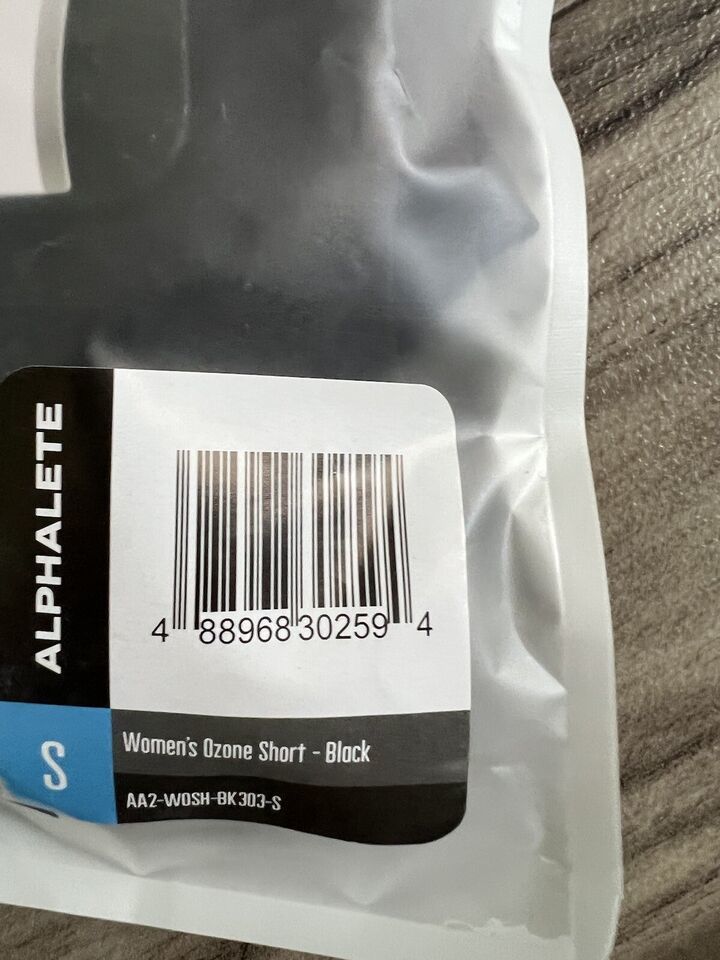 ALPHALETE
S
4 88968 30259 4
Women's Ozone Short - Black
AA2-WOSH-BK303-S